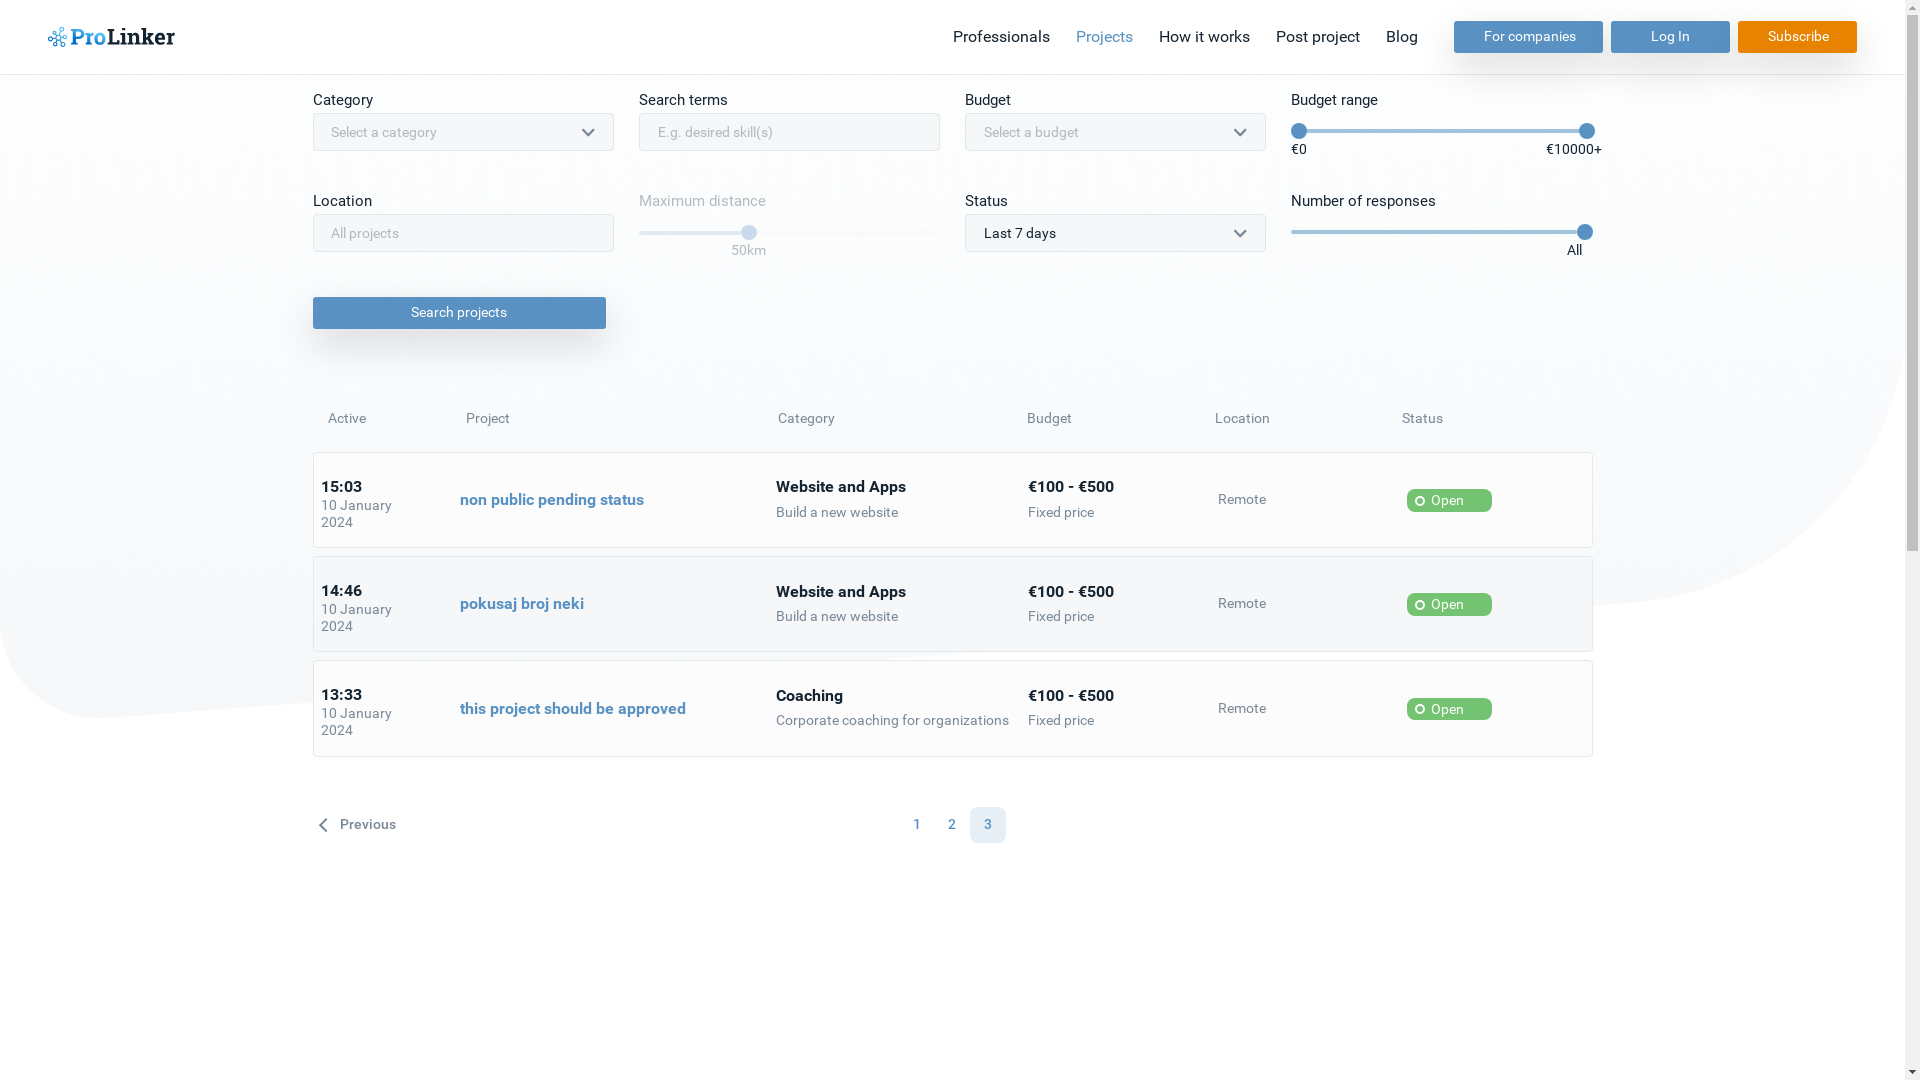 ProLinker
Professionals Projects How it works Post project Blog For companies Log In Subscribe
Category Search terms Budget Budget range
Select a category E.g. desired skill(s) Select a budget
€0 €10000+
Location Maximum distance Status Number of responses
All projects Last 7 days
50km All
Search projects
Active Project Category Budget Location Status
15:03
10 January
2024
non public pending status
Website and Apps
Build a new website
€100 - €500
Fixed price
Remote
Open
14:46
10 January
2024
pokusaj broj neki
Website and Apps
Build a new website
€100 - €500
Fixed price
Remote
Open
13:33
10 January
2024
this project should be approved
Coaching
Corporate coaching for organizations
€100 - €500
Fixed price
Remote
Open
Previous 1 2 3